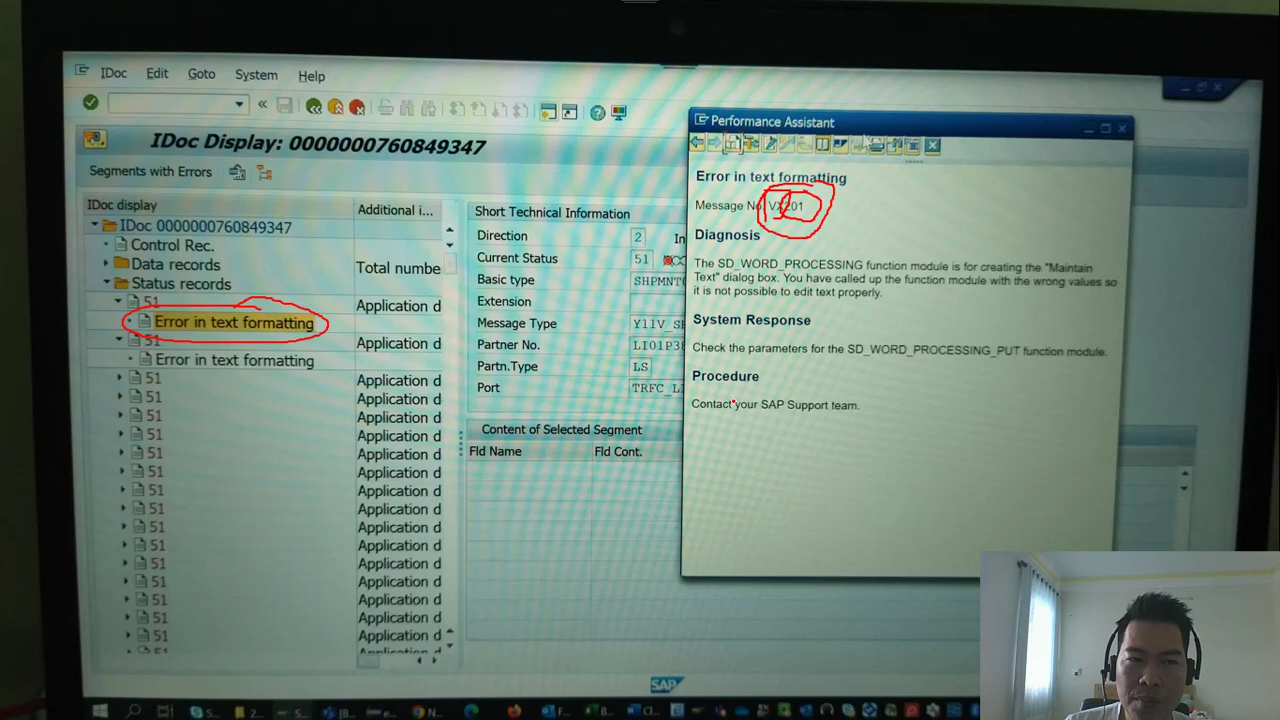 IDoc Edit Goto System Help
IDoc Display: 0000000760849347
Segments with Errors
IDoc display
Additional i...
IDoc 0000000760849347
Control Rec.
Data records
Total numbe
Status records
51
Application d
Error in text formatting
51
Application d
Error in text formatting
51
Application d
51
Application d
51
Application d
51
Application d
51
Application d
51
Application d
51
Application d
51
Application d
51
Application d
51
Application d
51
Application d
51
Application d
51
Application d
51
Application d
51
Application d
Short Technical Information
Direction 2
Current Status 51
Basic type
Extension
Message Type
Partner No.
Partn.Type LS
Port
Content of Selected Segment
Fld Name Fld Cont.
Performance Assistant
Error in text formatting
Message No. VX201
Diagnosis
The SD_WORD_PROCESSING function module is for creating the "Maintain
Text" dialog box. You have called up the function module with the wrong values so
it is not possible to edit text properly.
System Response
Check the parameters for the SD_WORD_PROCESSING_PUT function module.
Procedure
Contact your SAP Support team.
SAP